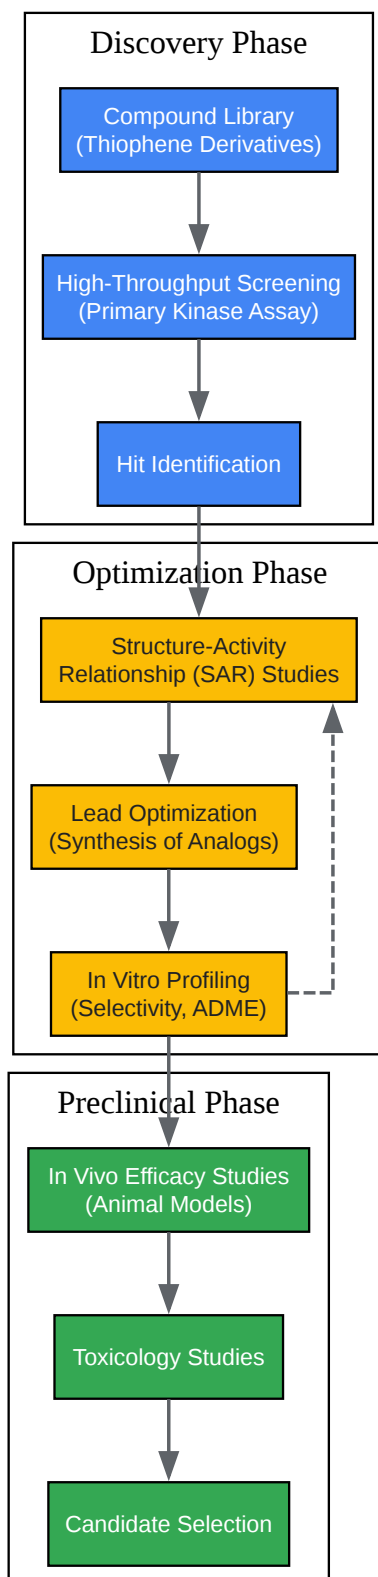 Discovery Phase
Compound Library
(Thiophene Derivatives)
High-Throughput Screening
(Primary Kinase Assay)
Hit Identification
Optimization Phase
Structure-Activity
Relationship (SAR) Studies
Lead Optimization
(Synthesis of Analogs)
In Vitro Profiling
(Selectivity, ADME)
Preclinical Phase
In Vivo Efficacy Studies
(Animal Models)
Toxicology Studies
Candidate Selection